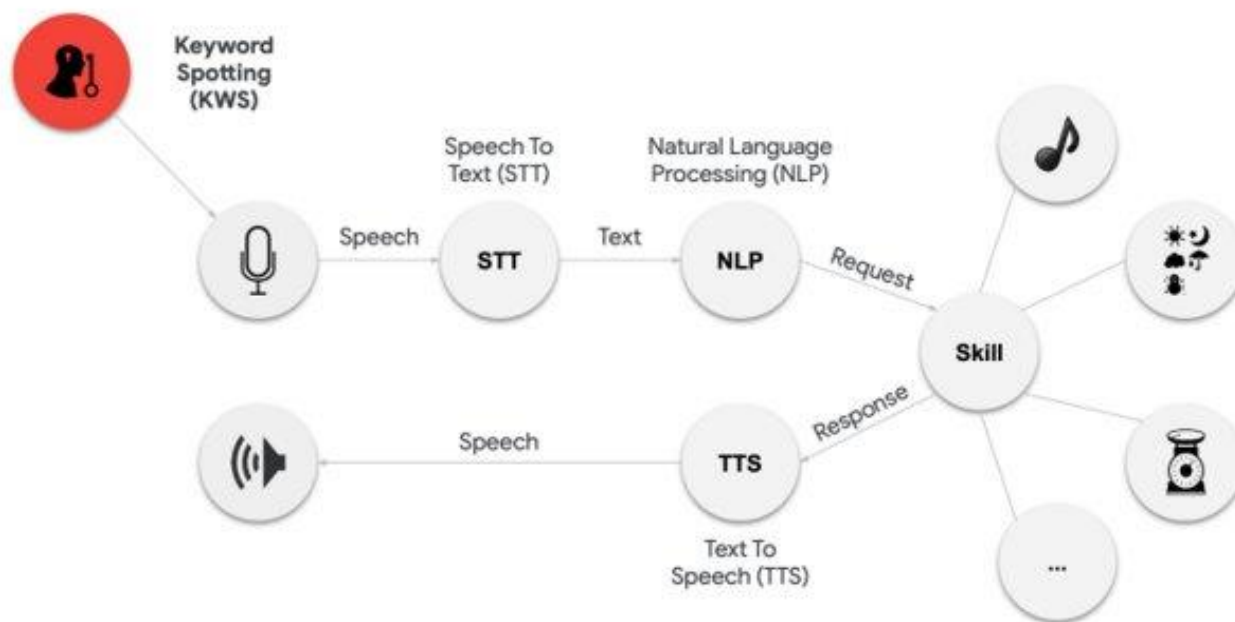 Keyword
Spotting
(KWS)
Speech To
Text (STT)
Natural Language
Processing (NLP)
Speech
STT
Text
NLP
Request
Skill
Response
Speech
TTS
Text To
Speech (TTS)
...